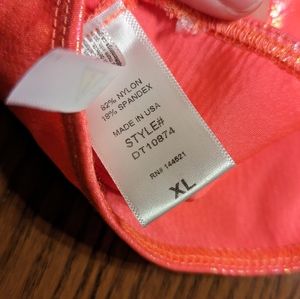 82% NYLON
18% SPANDEX
MADE IN USA
STYLE#
DT10874
RN# 144621
XL